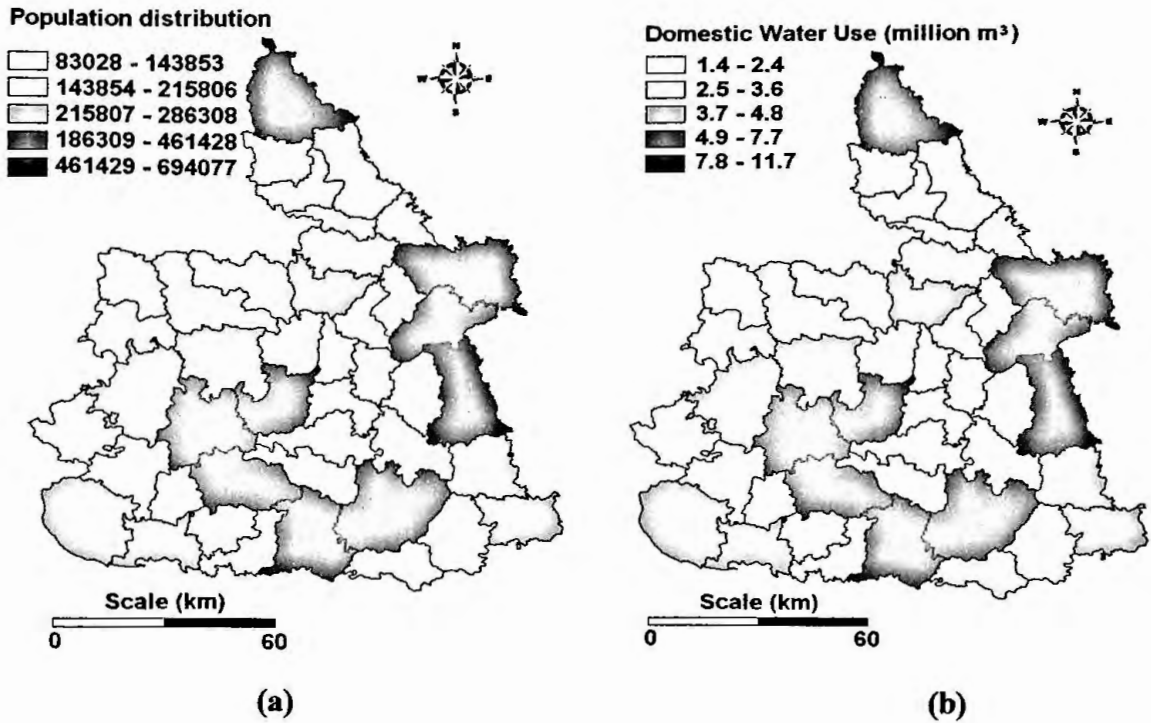 Population distribution
83028 - 143853
143854 - 215806
215807 - 286308
186309 - 461428
461429 - 694077
N
W E
S
Scale (km)
0 60
(a)
Domestic Water Use (million m³)
1.4 - 2.4
2.5 - 3.6
3.7 - 4.8
4.9 - 7.7
7.8 - 11.7
N
W E
S
Scale (km)
0 60
(b)